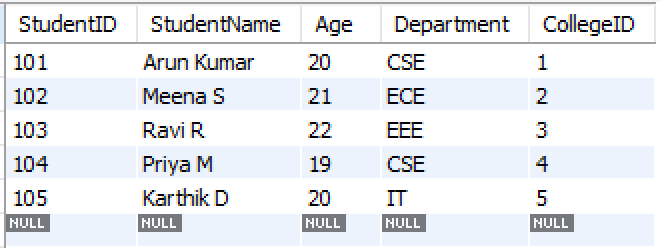 StudentID StudentName Age Department CollegeID
101 Arun Kumar 20 CSE 1
102 Meena S 21 ECE 2
103 Ravi R 22 EEE 3
104 Priya M 19 CSE 4
105 Karthik D 20 IT 5
NULL NULL NULL NULL NULL